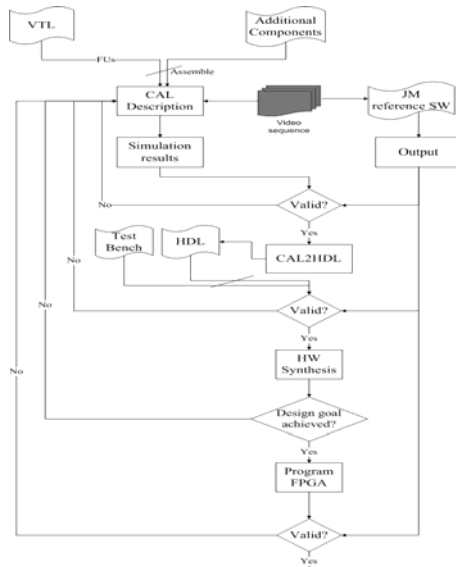 VTL
Additional
Components
FUs
Assemble
CAL
Description
Video
sequence
JM
reference SW
Simulation
results
Output
No
Valid?
Yes
Test
Bench
HDL
CAL2HDL
No
Valid?
No
Yes
HW
Synthesis
No
Design goal
achieved?
Yes
Program
FPGA
Valid?
Yes